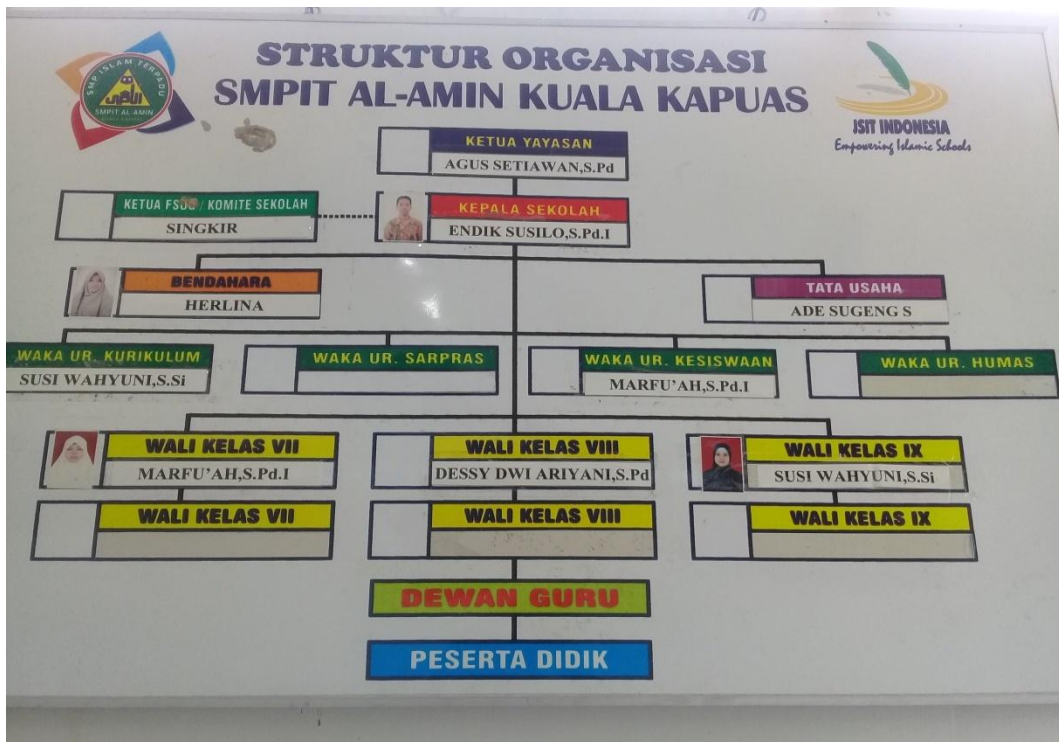 STRUKTUR ORGANISASI
SMPIT AL-AMIN KUALA KAPUAS
SMP ISLAM TERPADU
SMPIT AL-AMIN
JSIT INDONESIA
Empowering Islamic Schools
KETUA YAYASAN
AGUS SETIAWAN,S.Pd
KETUA / KOMITE SEKOLAH
SINGKIR
KEPALA SEKOLAH
ENDIK SUSILO,S.Pd.I
BENDAHARA
HERLINA
TATA USAHA
ADE SUGENG S
WAKA UR. KURIKULUM
SUSI WAHYUNI,S.Si
WAKA UR. SARPRAS
WAKA UR. KESISWAAN
MARFU'AH,S.Pd.I
WAKA UR. HUMAS
WALI KELAS VII
MARFU'AH,S.Pd.I
WALI KELAS VIII
DESSY DWI ARIYANI,S.Pd
WALI KELAS IX
SUSI WAHYUNI,S.Si
WALI KELAS VII
WALI KELAS VIII
WALI KELAS IX
DEWAN GURU
PESERTA DIDIK